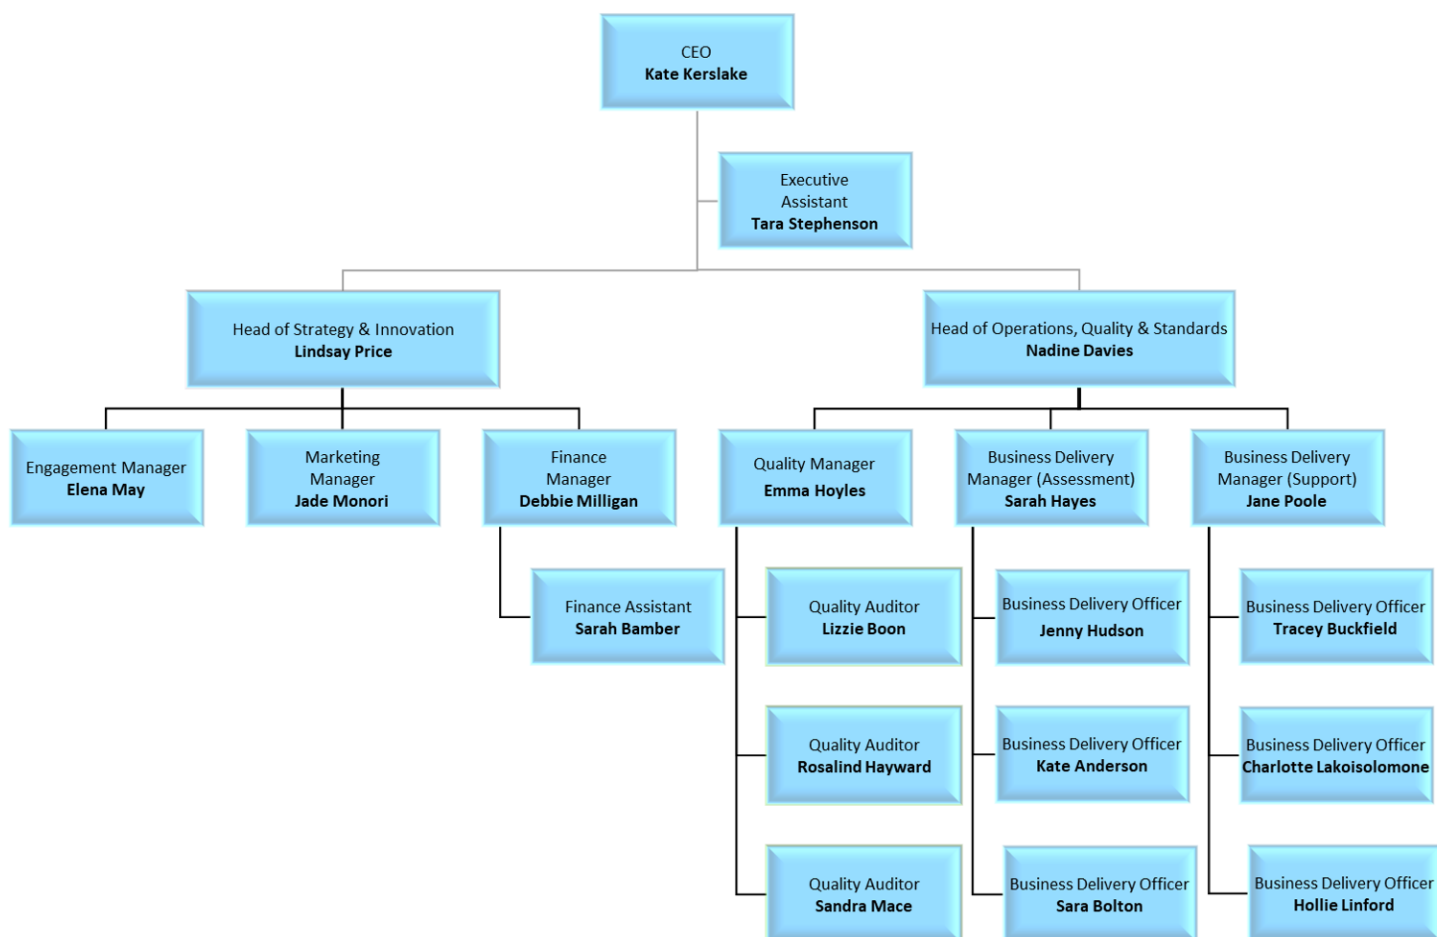 CEO
Kate Kerslake
Executive
Assistant
Tara Stephenson
Head of Strategy & Innovation
Lindsay Price
Head of Operations, Quality & Standards
Nadine Davies
Engagement Manager
Elena May
Marketing
Manager
Jade Monori
Finance
Manager
Debbie Milligan
Quality Manager
Emma Hoyles
Business Delivery
Manager (Assessment)
Sarah Hayes
Business Delivery
Manager (Support)
Jane Poole
Finance Assistant
Sarah Bamber
Quality Auditor
Lizzie Boon
Business Delivery Officer
Jenny Hudson
Business Delivery Officer
Tracey Buckfield
Quality Auditor
Rosalind Hayward
Business Delivery Officer
Kate Anderson
Business Delivery Officer
Charlotte Lakoisolomone
Quality Auditor
Sandra Mace
Business Delivery Officer
Sara Bolton
Business Delivery Officer
Hollie Linford